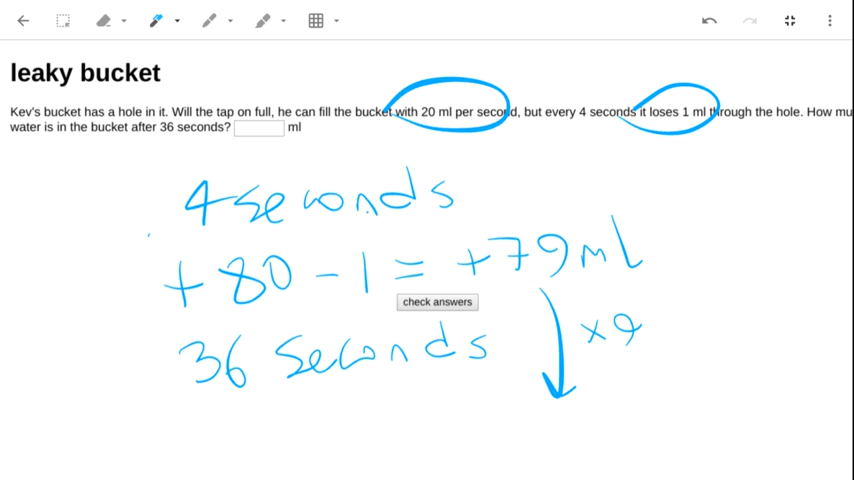 leaky bucket
Kev's bucket has a hole in it. Will the tap on full, he can fill the bucket with 20 ml per second, but every 4 seconds it loses 1 ml through the hole. How mu
water is in the bucket after 36 seconds? ml
4 seconds
+ 80 - 1 = +79 ml
check answers
36 seconds
x9